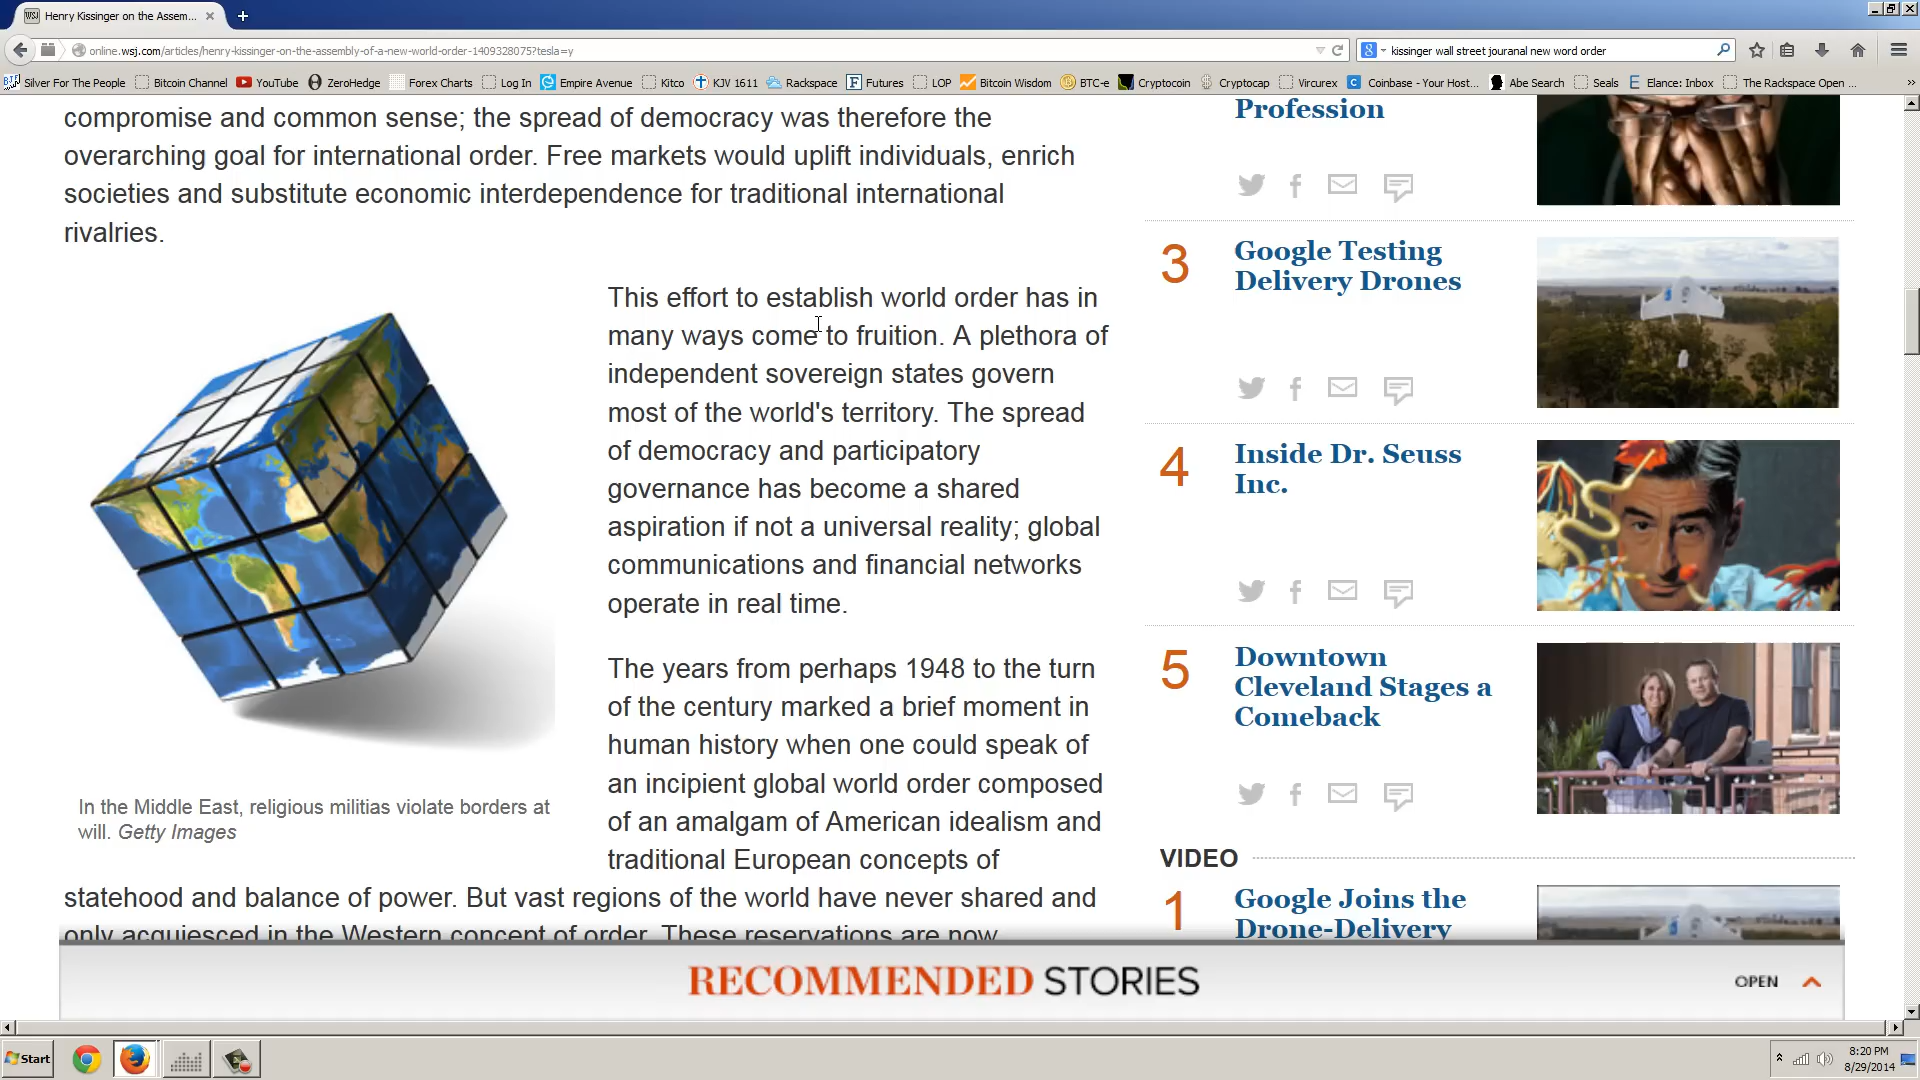 Henry Kissinger on the Assem...
online.wsj.com/articles/henry-kissinger-on-the-assembly-of-a-new-world-order-1409328075?tesla=y
kissinger wall street jouranal new word order
Silver For The People
Bitcoin Channel
YouTube
ZeroHedge
Forex Charts
Log In
Empire Avenue
Kitco
KJV 1611
Rackspace
Futures
LOP
Bitcoin Wisdom
BTC-e
Cryptocoin
Cryptocap
Vircurex
Coinbase - Your Host...
Abe Search
Seals
Elance: Inbox
The Rackspace Open ...
compromise and common sense; the spread of democracy was therefore the
overarching goal for international order. Free markets would uplift individuals, enrich
societies and substitute economic interdependence for traditional international
rivalries.
This effort to establish world order has in
many ways come to fruition. A plethora of
independent sovereign states govern
most of the world's territory. The spread
of democracy and participatory
governance has become a shared
aspiration if not a universal reality; global
communications and financial networks
operate in real time.
In the Middle East, religious militias violate borders at
will. Getty Images
The years from perhaps 1948 to the turn
of the century marked a brief moment in
human history when one could speak of
an incipient global world order composed
of an amalgam of American idealism and
traditional European concepts of
statehood and balance of power. But vast regions of the world have never shared and
only acquiesced in the Western concept of order. These reservations are now
Profession
3
Google Testing
Delivery Drones
4
Inside Dr. Seuss
Inc.
5
Downtown
Cleveland Stages a
Comeback
VIDEO
1
Google Joins the
Drone-Delivery
RECOMMENDED STORIES
OPEN
Start
8:20 PM
8/29/2014